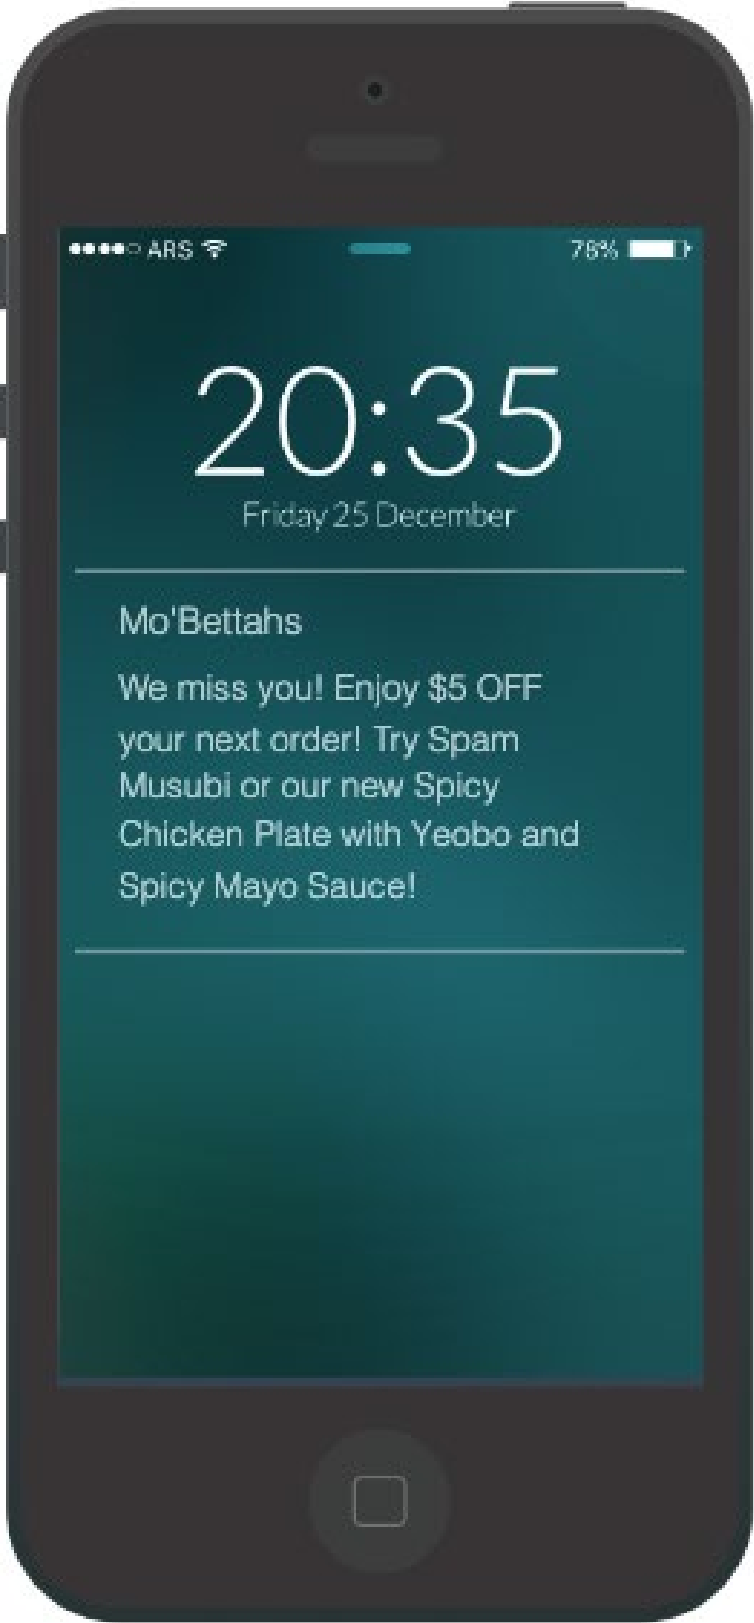 ARS 78%
20:35
Friday 25 December
Mo'Bettahs
We miss you! Enjoy $5 OFF
your next order! Try Spam
Musubi or our new Spicy
Chicken Plate with Yeobo and
Spicy Mayo Sauce!